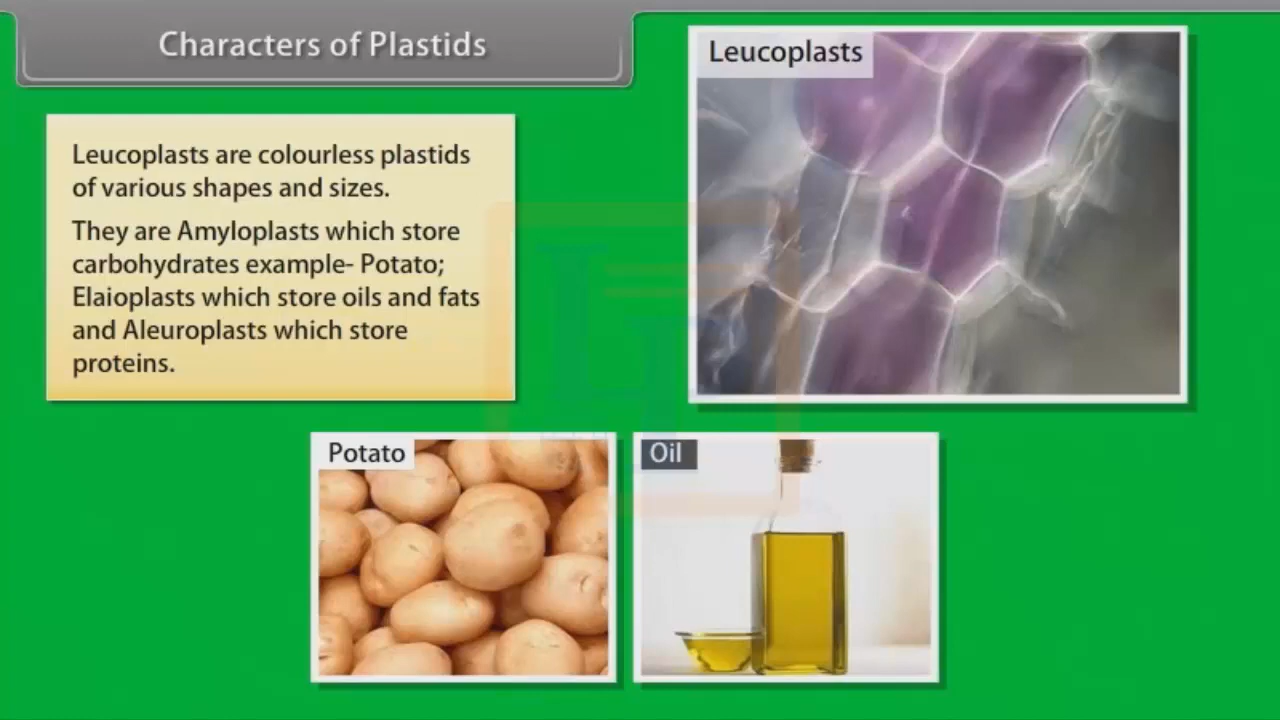 Characters of Plastids
Leucoplasts
Leucoplasts are colourless plastids
of various shapes and sizes.
They are Amyloplasts which store
carbohydrates example- Potato;
Elaioplasts which store oils and fats
and Aleuroplasts which store
proteins.
Potato
Oil